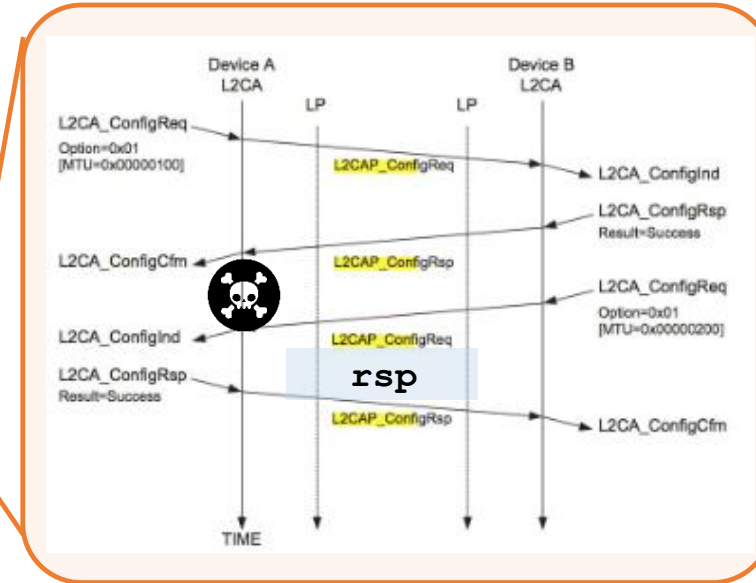 Device A
L2CA
Device B
L2CA
LP
LP
L2CA_ConfigReq
Option=0x01
[MTU=0x00000100]
L2CAP_ConfigReq
L2CA_ConfigInd
L2CA_ConfigRsp
Result=Success
L2CA_ConfigCfm
L2CAP_ConfigRsp
L2CA_ConfigReq
Option=0x01
[MTU=0x00000200]
L2CA_ConfigInd
L2CAP_ConfigReq
rsp
L2CA_ConfigRsp
Result=Success
L2CAP_ConfigRsp
L2CA_ConfigCfm
TIME